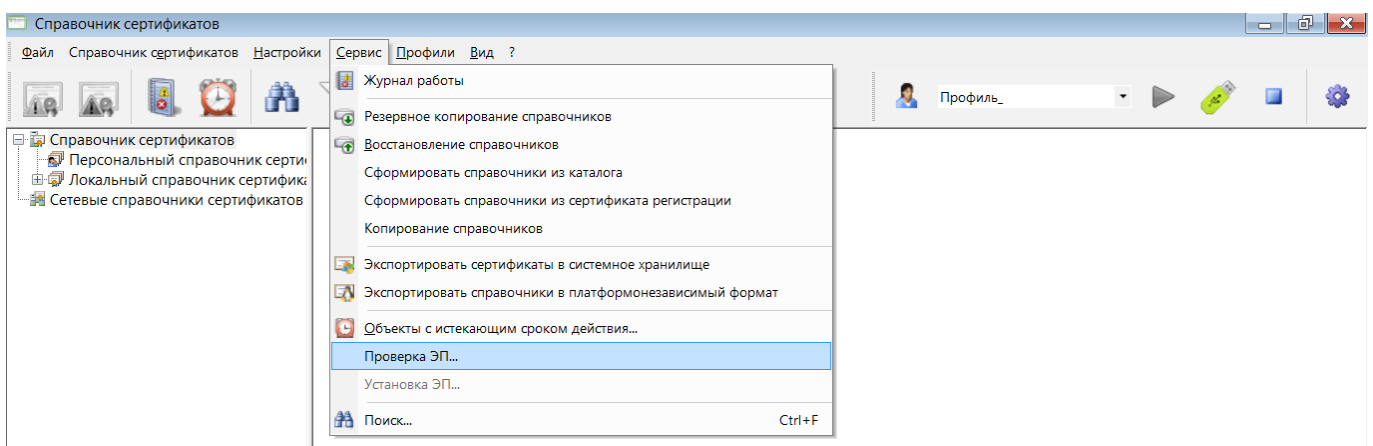 Справочник сертификатов
Файл Справочник сертификатов Настройки Сервис Профили Вид ?
Профиль_
Справочник сертификатов
Персональный справочник серти
Локальный справочник сертифик
Сетевые справочники сертификатов
Журнал работы
Резервное копирование справочников
Восстановление справочников
Сформировать справочники из каталога
Сформировать справочники из сертификата регистрации
Копирование справочников
Экспортировать сертификаты в системное хранилище
Экспортировать справочники в платформонезависимый формат
Объекты с истекающим сроком действия...
Проверка ЭП...
Установка ЭП...
Поиск... Ctrl+F